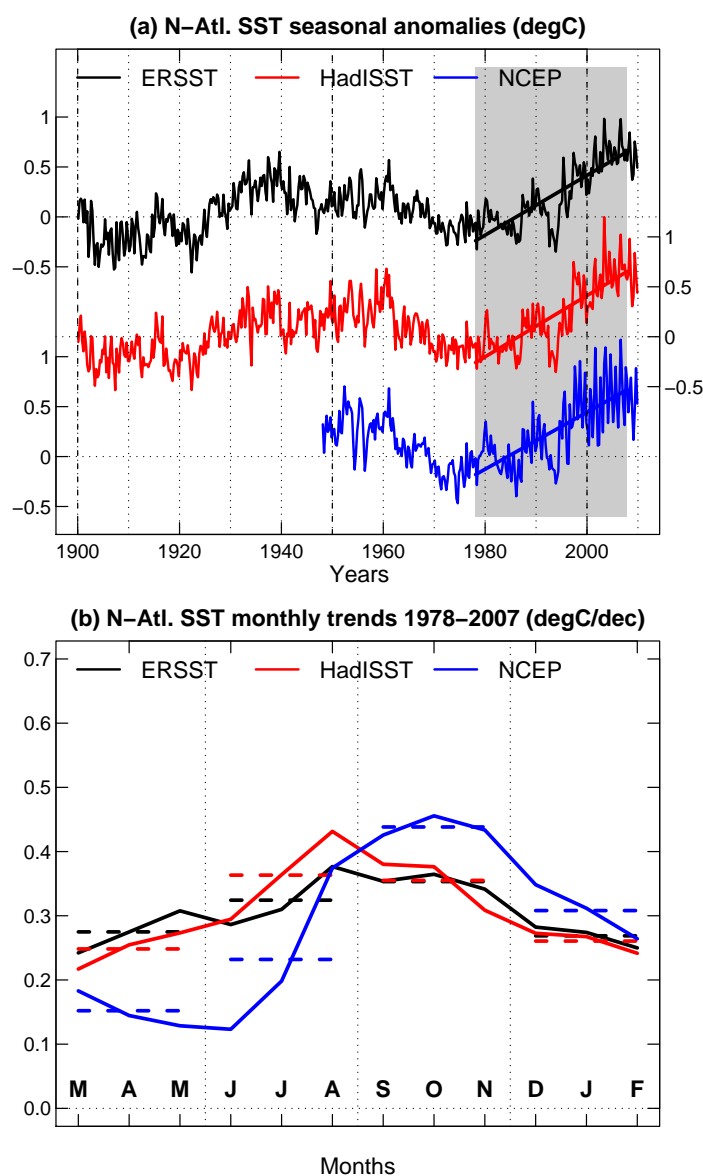 (a) N−Atl. SST seasonal anomalies (degC)
ERSST HadISST NCEP
1
0.5
0
−0.5
1
0.5
0
−0.5
1
0.5
0
−0.5
1900 1920 1940 1960 1980 2000
Years
(b) N−Atl. SST monthly trends 1978−2007 (degC/dec)
ERSST HadISST NCEP
0.7
0.6
0.5
0.4
0.3
0.2
0.1
0.0
M A M J J A S O N D J F
Months